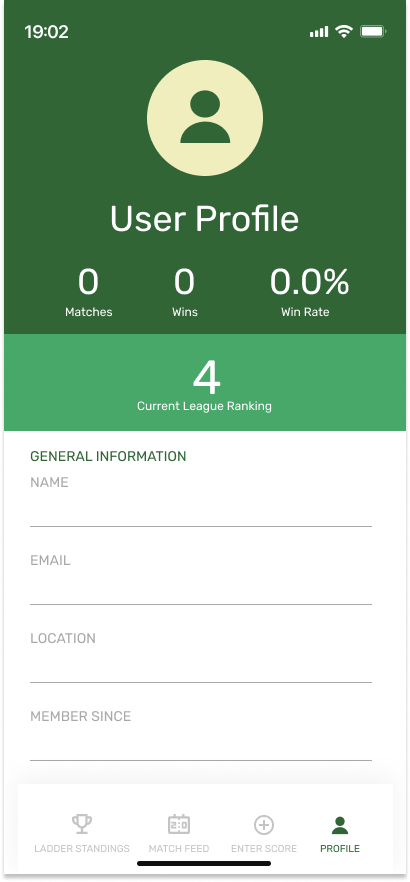 19:02
User Profile
0 0 0.0%
Matches Wins Win Rate
4
Current League Ranking
GENERAL INFORMATION
NAME
EMAIL
LOCATION
MEMBER SINCE
2:0
LADDER STANDINGS MATCH FEED ENTER SCORE PROFILE